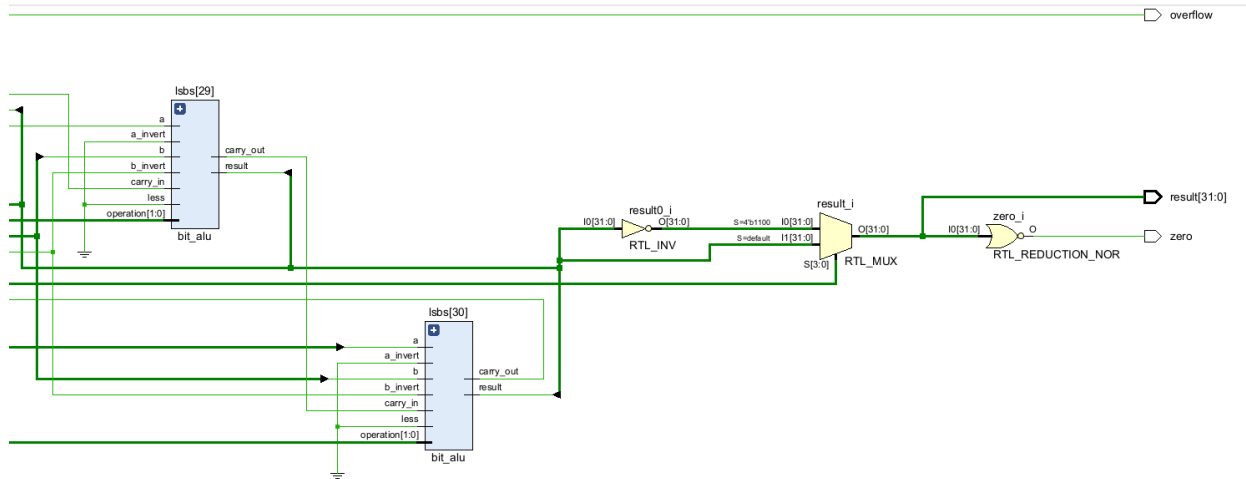 overflow
lsbs[29]
a
a_invert
b
b_invert
carry_in
less
operation[1:0]
carry_out
result
bit_alu
result0_i
I0[31:0]
O[31:0]
RTL_INV
result_i
S=4'b1100
I0[31:0]
S=default
I1[31:0]
S[3:0]
O[31:0]
RTL_MUX
zero_i
I0[31:0]
O
RTL_REDUCTION_NOR
result[31:0]
zero
lsbs[30]
a
a_invert
b
b_invert
carry_in
less
operation[1:0]
carry_out
result
bit_alu